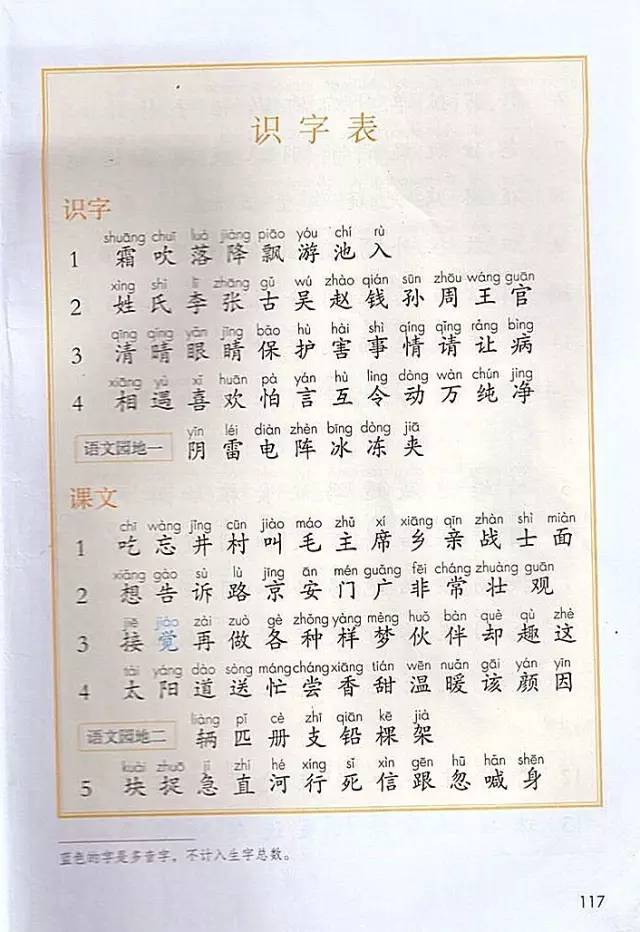 识字表
识字
shuāng chuī luò jiàng piāo yóu chí rù
1 霜 吹 落 降 飘 游 池 入
xìng shì lǐ zhāng gǔ wú zhào qián sūn zhōu wáng guān
2 姓 氏 李 张 古 吴 赵 钱 孙 周 王 官
qīng qíng yǎn jīng bǎo hù hài shì qíng qǐng ràng bìng
3 清 晴 眼 睛 保 护 害 事 情 请 让 病
xiāng yù xǐ huān pà yán hù lìng dòng wàn chún jìng
4 相 遇 喜 欢 怕 言 互 令 动 万 纯 净
yīn léi diàn zhèn bīng dòng jiā
语文园地一 阴 雷 电 阵 冰 冻 夹
课文
chī wàng jǐng cūn jiào máo zhǔ xí xiāng qīn zhàn shì miàn
1 吃 忘 井 村 叫 毛 主 席 乡 亲 战 士 面
xiǎng gào sù lù jīng ān mén guǎng fēi cháng zhuàng guān
2 想 告 诉 路 京 安 门 广 非 常 壮 观
jiē jiào zài zuò gè zhǒng yàng mèng huǒ bàn què qù zhè
3 接 觉 再 做 各 种 样 梦 伙 伴 却 趣 这
tài yáng dào sòng máng cháng xiāng tián wēn nuǎn gāi yán yīn
4 太 阳 道 送 忙 尝 香 甜 温 暖 该 颜 因
liàng pǐ cè zhī qiān kē jià
语文园地二 辆 匹 册 支 铅 棵 架
kuài zhuō jí zhí hé xíng sǐ xìn gēn hū hǎn shēn
5 块 捉 急 直 河 行 死 信 跟 忽 喊 身
蓝色的字是多音字，不计入生字总数。
117